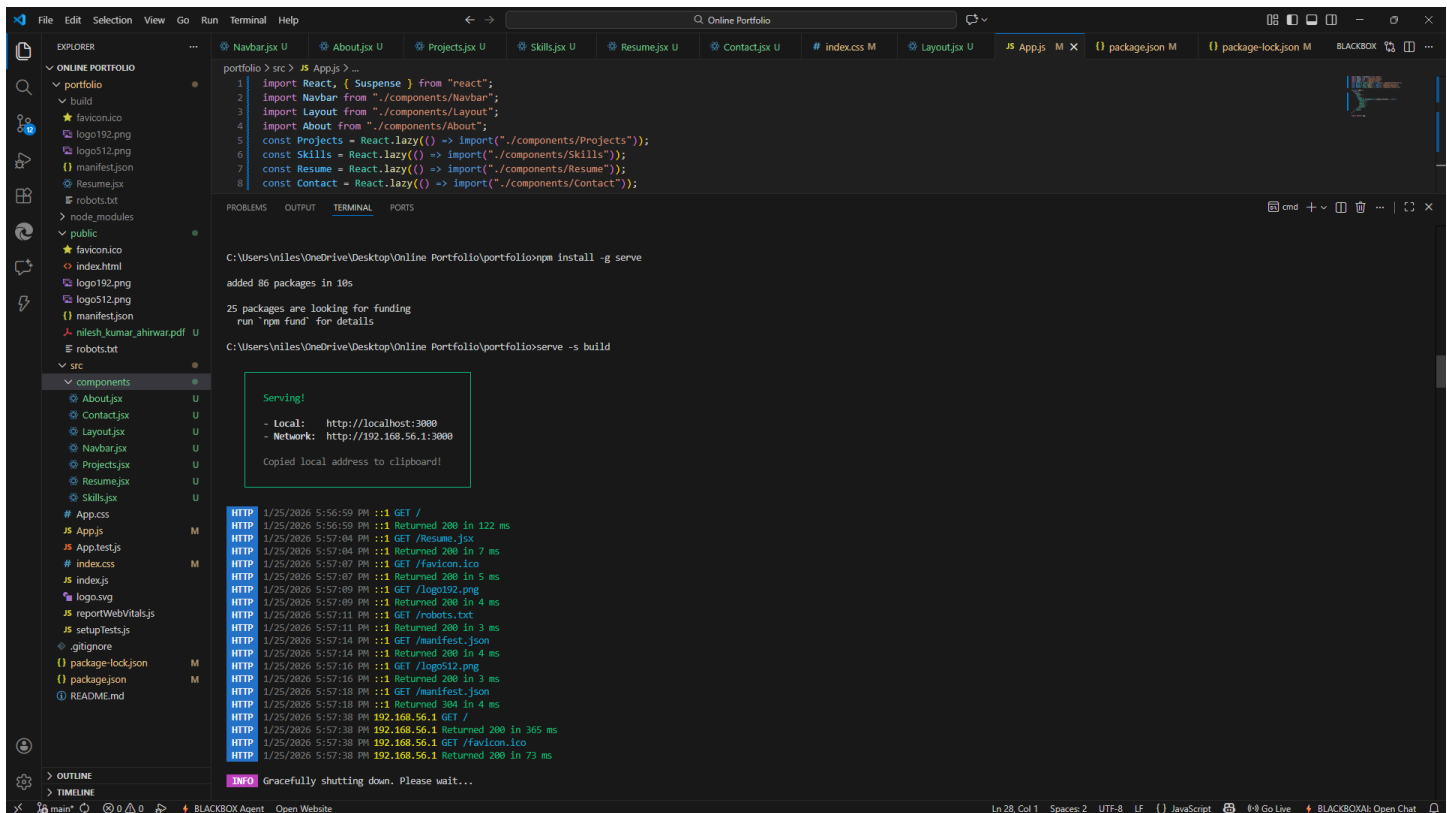 File Edit Selection View Go Run Terminal Help
Online Portfolio
EXPLORER
Navbar.jsx U About.jsx U Projects.jsx U Skills.jsx U Resume.jsx U Contact.jsx U # index.css M Layout.jsx U JS App.js M {} package.json M {} package-lock.json M BLACKBOX
ONLINE PORTFOLIO
portfolio
build
favicon.ico
logo192.png
logo512.png
{} manifest.json
Resume.jsx
robots.txt
node_modules
public
favicon.ico
<> index.html
logo192.png
logo512.png
{} manifest.json
nilesh_kumar_ahirwar.pdf U
robots.txt
src
components
About.jsx U
Contact.jsx U
Layout.jsx U
Navbar.jsx U
Projects.jsx U
Resume.jsx U
Skills.jsx U
# App.css
JS App.js M
JS App.test.js
# index.css M
JS index.js
logo.svg
JS reportWebVitals.js
JS setupTests.js
.gitignore
{} package-lock.json M
{} package.json M
README.md
OUTLINE
TIMELINE
12
portfolio > src > JS App.js > ...
1 import React, { Suspense } from "react";
2 import Navbar from "./components/Navbar";
3 import Layout from "./components/Layout";
4 import About from "./components/About";
5 const Projects = React.lazy(() => import("./components/Projects"));
6 const Skills = React.lazy(() => import("./components/Skills"));
7 const Resume = React.lazy(() => import("./components/Resume"));
8 const Contact = React.lazy(() => import("./components/Contact"));
PROBLEMS OUTPUT TERMINAL PORTS
cmd
C:\Users\niles\OneDrive\Desktop\Online Portfolio\portfolio>npm install -g serve
added 86 packages in 10s
25 packages are looking for funding
run `npm fund` for details
C:\Users\niles\OneDrive\Desktop\Online Portfolio\portfolio>serve -s build
Serving!
- Local: http://localhost:3000
- Network: http://192.168.56.1:3000
Copied local address to clipboard!
HTTP 1/25/2026 5:56:59 PM ::1 GET /
HTTP 1/25/2026 5:56:59 PM ::1 Returned 200 in 122 ms
HTTP 1/25/2026 5:57:04 PM ::1 GET /Resume.jsx
HTTP 1/25/2026 5:57:04 PM ::1 Returned 200 in 7 ms
HTTP 1/25/2026 5:57:07 PM ::1 GET /favicon.ico
HTTP 1/25/2026 5:57:07 PM ::1 Returned 200 in 5 ms
HTTP 1/25/2026 5:57:09 PM ::1 GET /logo192.png
HTTP 1/25/2026 5:57:09 PM ::1 Returned 200 in 4 ms
HTTP 1/25/2026 5:57:11 PM ::1 GET /robots.txt
HTTP 1/25/2026 5:57:11 PM ::1 Returned 200 in 3 ms
HTTP 1/25/2026 5:57:14 PM ::1 GET /manifest.json
HTTP 1/25/2026 5:57:14 PM ::1 Returned 200 in 4 ms
HTTP 1/25/2026 5:57:16 PM ::1 GET /logo512.png
HTTP 1/25/2026 5:57:16 PM ::1 Returned 200 in 3 ms
HTTP 1/25/2026 5:57:18 PM ::1 GET /manifest.json
HTTP 1/25/2026 5:57:18 PM ::1 Returned 304 in 4 ms
HTTP 1/25/2026 5:57:38 PM 192.168.56.1 GET /
HTTP 1/25/2026 5:57:38 PM 192.168.56.1 Returned 200 in 365 ms
HTTP 1/25/2026 5:57:38 PM 192.168.56.1 GET /favicon.ico
HTTP 1/25/2026 5:57:38 PM 192.168.56.1 Returned 200 in 73 ms
INFO Gracefully shutting down. Please wait...
main* 0 0 0 BLACKBOX Agent Open Website Ln 28, Col 1 Spaces: 2 UTF-8 LF {} JavaScript Go Live BLACKBOXAI: Open Chat